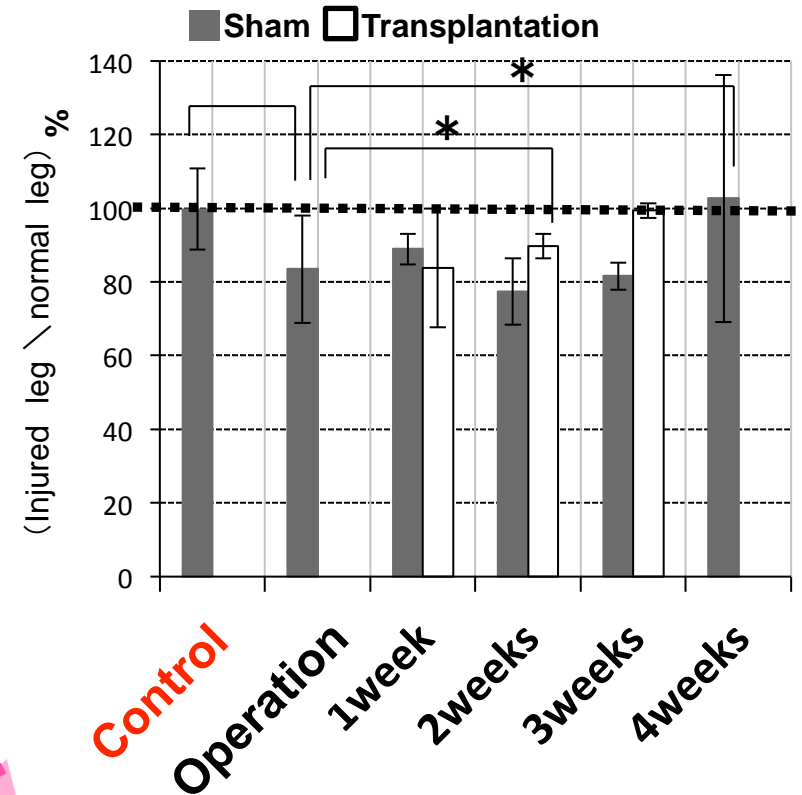 Sham Transplantation
140
120
100
80
60
40
20
0
(Injured leg \ normal leg) %
*
*
Control
Operation
1week
2weeks
3weeks
4weeks